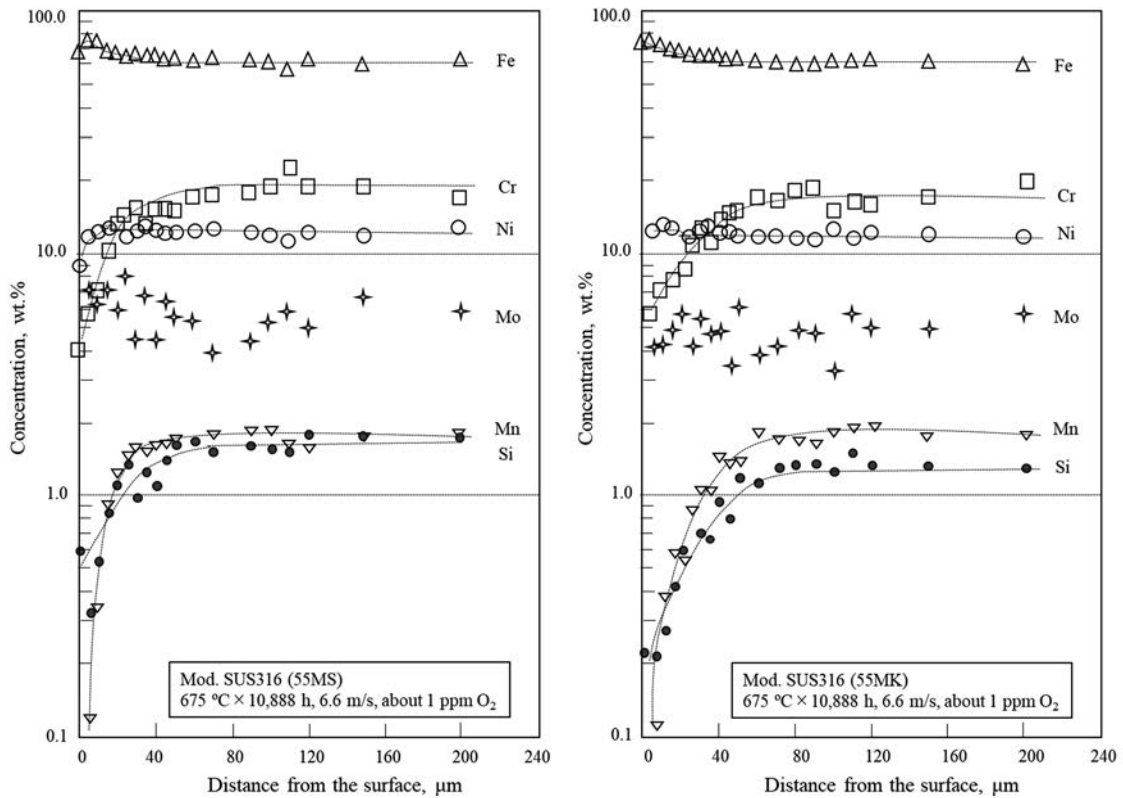 100.0
Fe
Cr
Ni
10.0
Mo
Mn
Si
1.0
Mod. SUS316 (55MS)
675 ºC × 10,888 h, 6.6 m/s, about 1 ppm O₂
0.1
0 40 80 120 160 200 240
Distance from the surface, μm
Concentration, wt.%
100.0
Fe
Cr
Ni
10.0
Mo
Mn
Si
1.0
Mod. SUS316 (55MK)
675 ºC × 10,888 h, 6.6 m/s, about 1 ppm O₂
0.1
0 40 80 120 160 200 240
Distance from the surface, μm
Concentration, wt.%